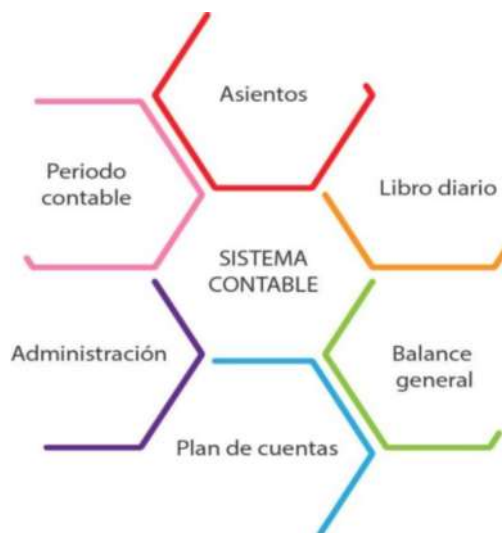 Asientos
Periodo
contable
Libro diario
SISTEMA
CONTABLE
Administración
Balance
general
Plan de cuentas